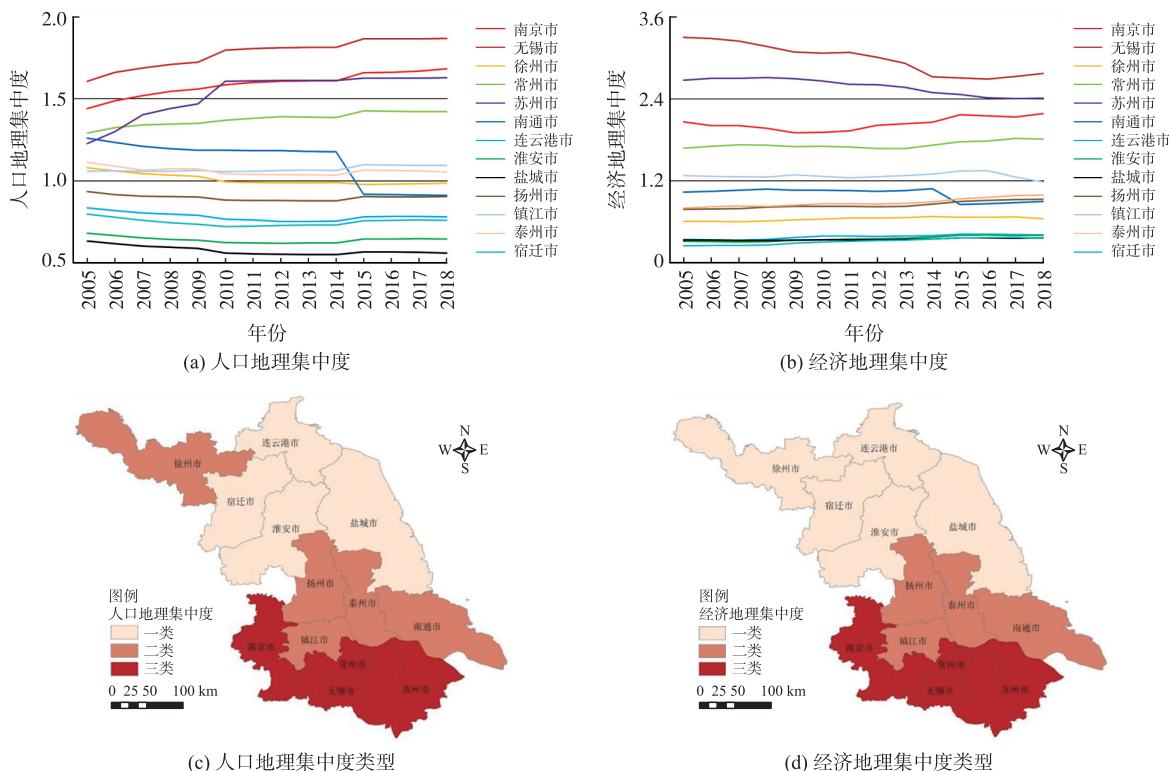 2.0
1.5
1.0
0.5
人口地理集中度
2005 2006 2007 2008 2009 2010 2011 2012 2013 2014 2015 2016 2017 2018
年份
南京市
无锡市
徐州市
常州市
苏州市
南通市
连云港市
淮安市
盐城市
扬州市
镇江市
泰州市
宿迁市
(a) 人口地理集中度
3.6
2.4
1.2
0
经济地理集中度
2005 2006 2007 2008 2009 2010 2011 2012 2013 2014 2015 2016 2017 2018
年份
南京市
无锡市
徐州市
常州市
苏州市
南通市
连云港市
淮安市
盐城市
扬州市
镇江市
泰州市
宿迁市
(b) 经济地理集中度
N
W E
S
连云港市
徐州市
宿迁市
淮安市
盐城市
扬州市
泰州市
南通市
镇江市
南京市
常州市
无锡市
苏州市
图例
人口地理集中度
一类
二类
三类
0 25 50 100 km
(c) 人口地理集中度类型
N
W E
S
连云港市
徐州市
宿迁市
淮安市
盐城市
扬州市
泰州市
南通市
镇江市
南京市
常州市
无锡市
苏州市
图例
经济地理集中度
一类
二类
三类
0 25 50 100 km
(d) 经济地理集中度类型